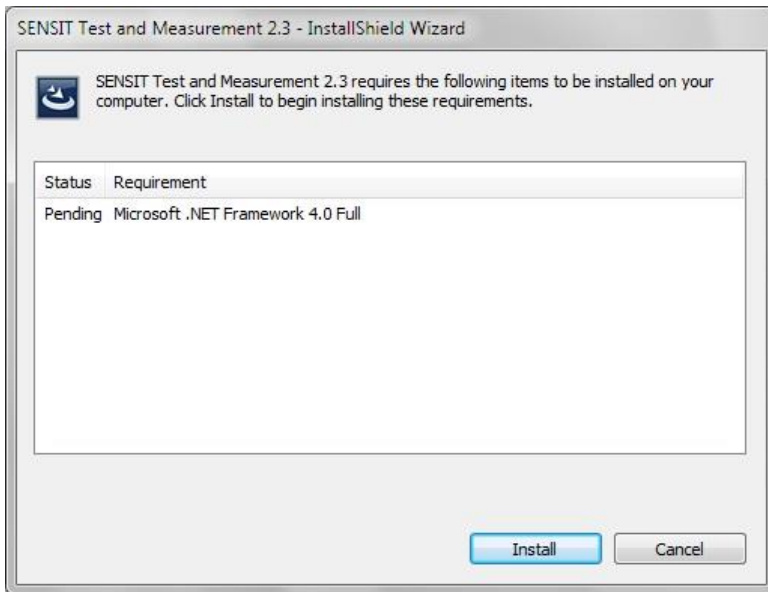 SENSIT Test and Measurement 2.3 - InstallShield Wizard
SENSIT Test and Measurement 2.3 requires the following items to be installed on your
computer. Click Install to begin installing these requirements.
Status Requirement
Pending Microsoft .NET Framework 4.0 Full
Install Cancel